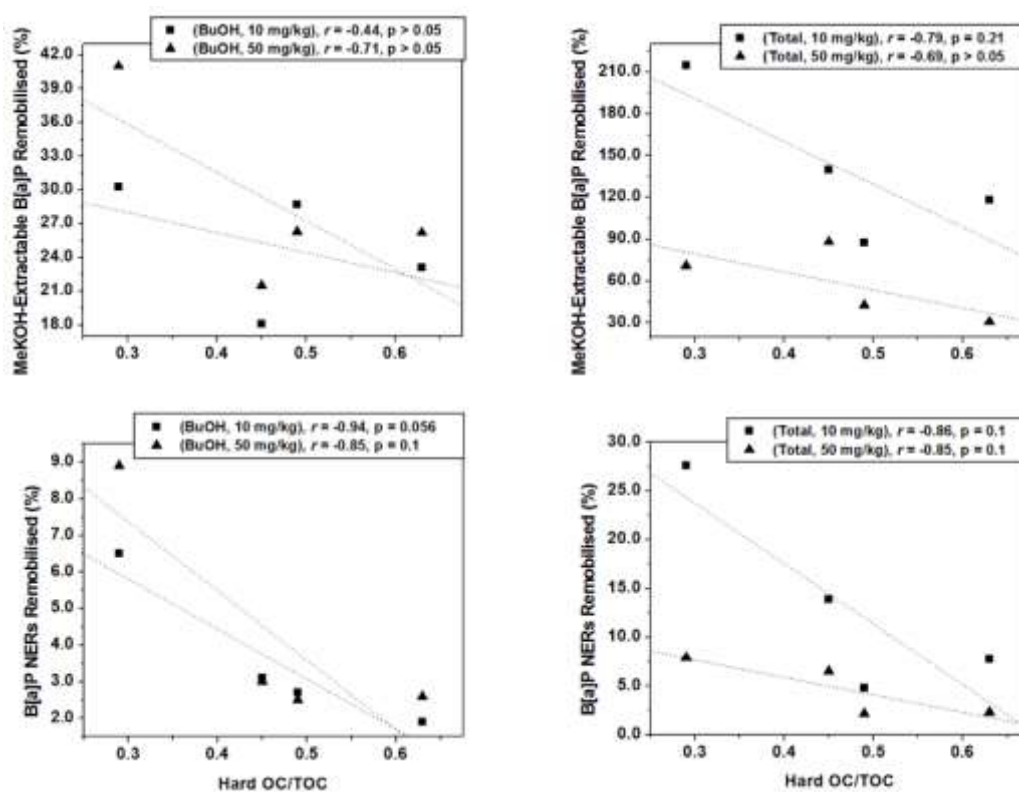 (BuOH, 10 mg/kg), r = -0.44, p > 0.05
(BuOH, 50 mg/kg), r = -0.71, p > 0.05
MeKOH-Extractable B[a]P Remobilised (%)
42.0
39.0
36.0
33.0
30.0
27.0
24.0
21.0
18.0
0.3 0.4 0.5 0.6
(Total, 10 mg/kg), r = -0.79, p = 0.21
(Total, 50 mg/kg), r = -0.69, p > 0.05
MeKOH-Extractable B[a]P Remobilised (%)
210.0
180.0
150.0
120.0
90.0
60.0
30.0
0.3 0.4 0.5 0.6
(BuOH, 10 mg/kg), r = -0.94, p = 0.056
(BuOH, 50 mg/kg), r = -0.85, p = 0.1
B[a]P NERs Remobilised (%)
9.0
8.0
7.0
6.0
5.0
4.0
3.0
2.0
0.3 0.4 0.5 0.6
Hard OC/TOC
(Total, 10 mg/kg), r = -0.86, p = 0.1
(Total, 50 mg/kg), r = -0.85, p = 0.1
B[a]P NERs Remobilised (%)
30.0
25.0
20.0
15.0
10.0
5.0
0.0
0.3 0.4 0.5 0.6
Hard OC/TOC